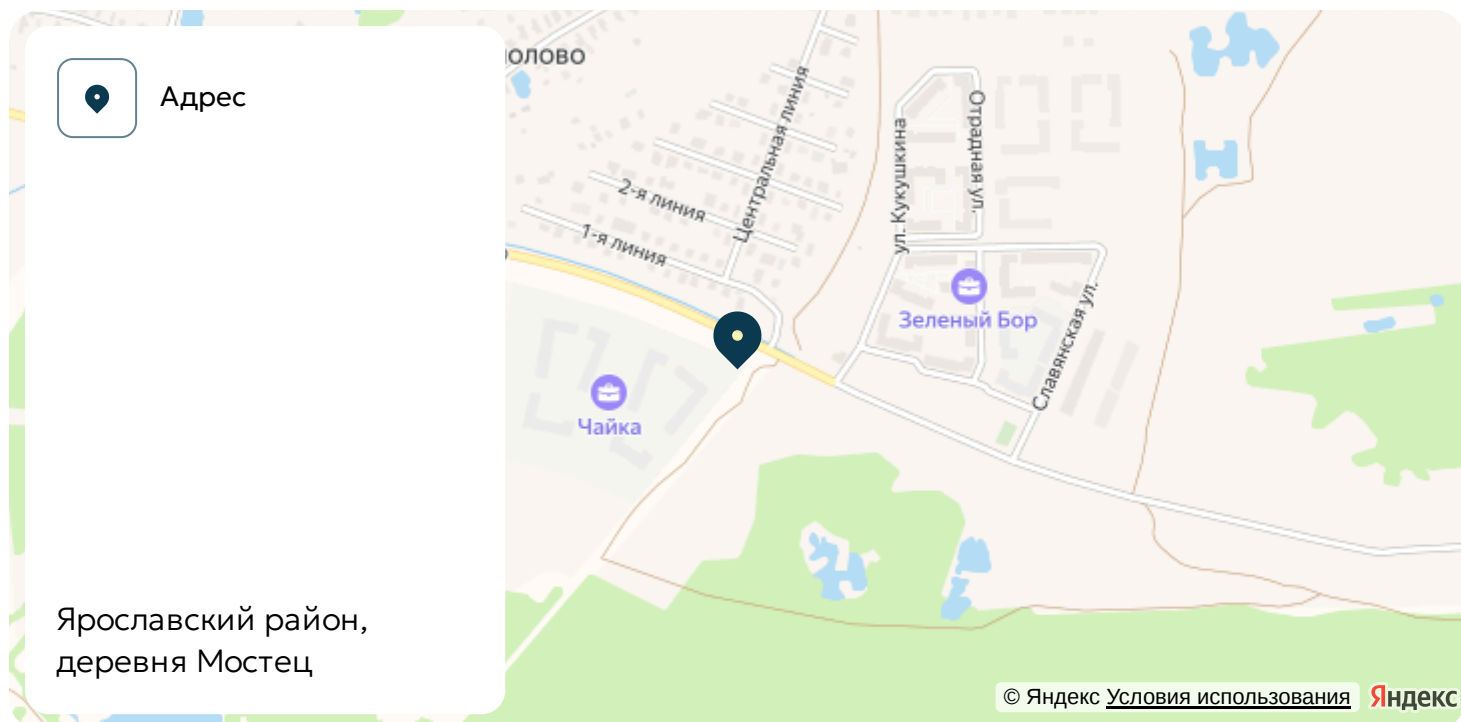 Адрес
Ярославский район,
деревня Мостец
Центральная линия
2-я линия
1-я линия
ул. Кукушкина
Отрадная ул.
Зеленый Бор
Славянская ул.
Чайка
© Яндекс Условия использования Яндекс